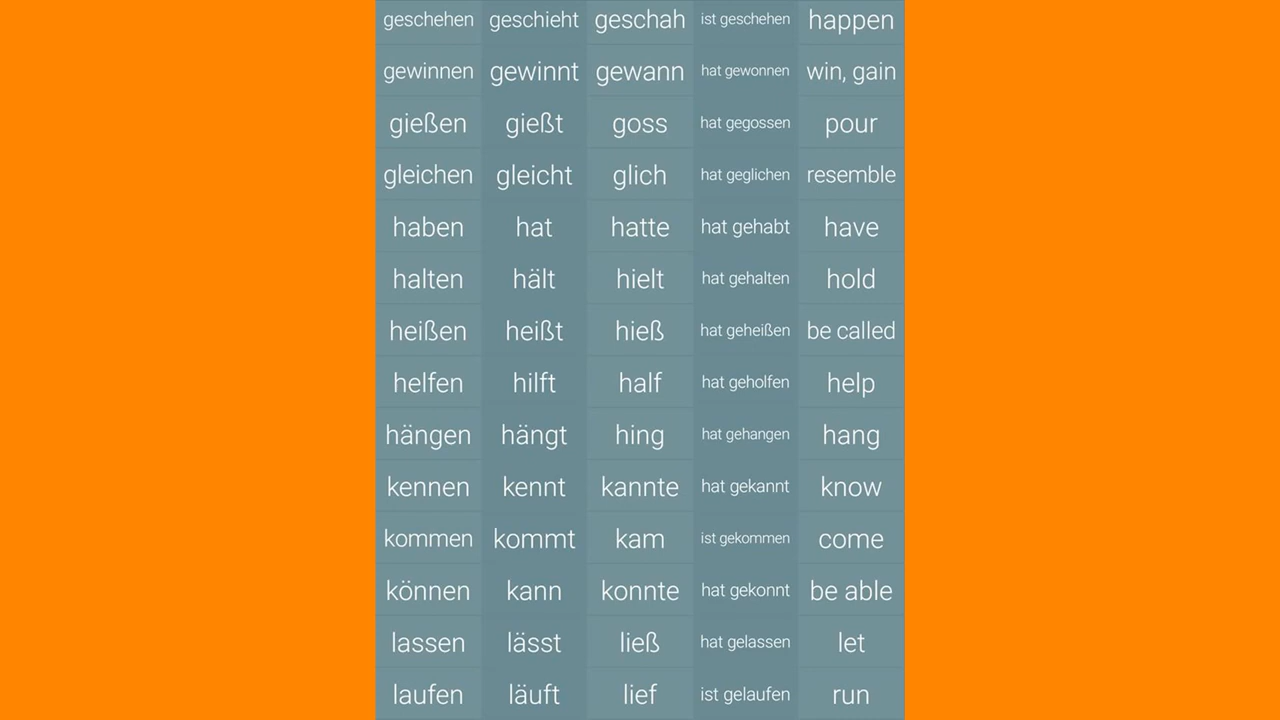 geschehen geschieht geschah ist geschehen happen
gewinnen gewinnt gewann hat gewonnen win, gain
gießen gießt goss hat gegossen pour
gleichen gleicht glich hat geglichen resemble
haben hat hatte hat gehabt have
halten hält hielt hat gehalten hold
heißen heißt hieß hat geheißen be called
helfen hilft half hat geholfen help
hängen hängt hing hat gehangen hang
kennen kennt kannte hat gekannt know
kommen kommt kam ist gekommen come
können kann konnte hat gekonnt be able
lassen lässt ließ hat gelassen let
laufen läuft lief ist gelaufen run